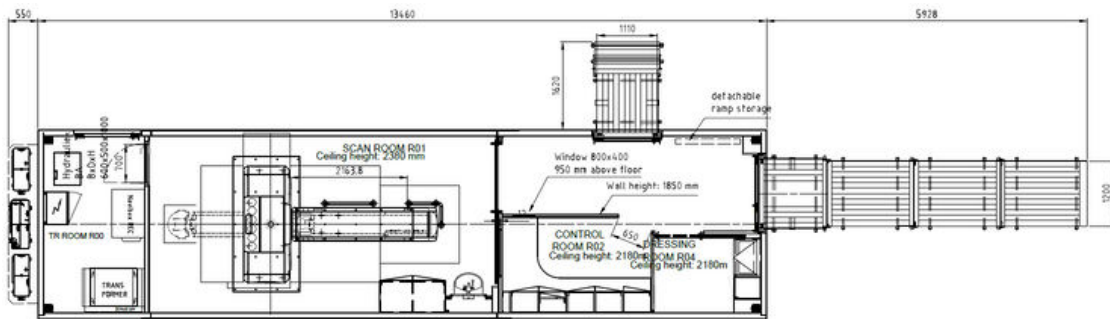 550
13460
5928
1110
1620
detachable
ramp storage
Hydraulic
BxDxH
700
SCAN ROOM R01
Ceiling height: 2380 mm
2163.8
Window 800x400
950 mm above floor
Wall height: 1850 mm
1200
TR ROOM R00
TRANS
FORMER
CONTROL
ROOM R02
Ceiling height: 2180m
650
DRESSING
ROOM R04
Ceiling height: 2180m